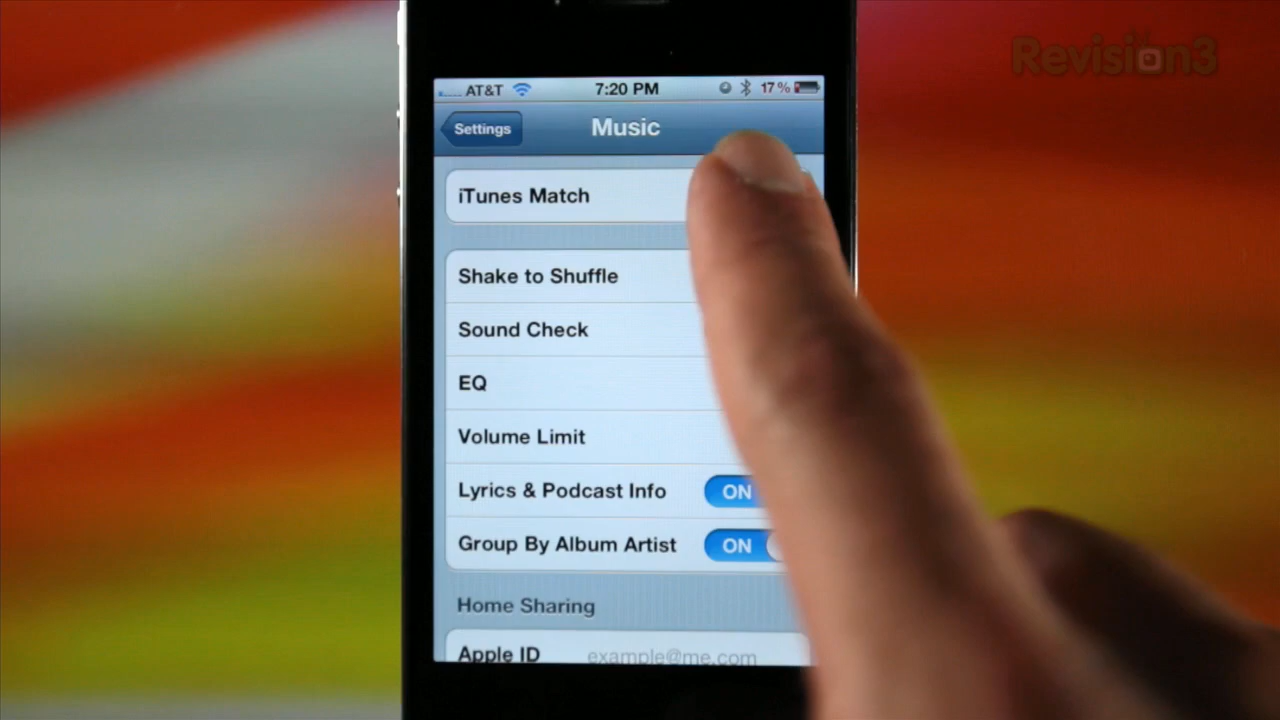 Revision3
AT&T 7:20 PM 17%
Settings Music
iTunes Match
Shake to Shuffle
Sound Check
EQ
Volume Limit
Lyrics & Podcast Info ON
Group By Album Artist ON
Home Sharing
Apple ID example@me.com